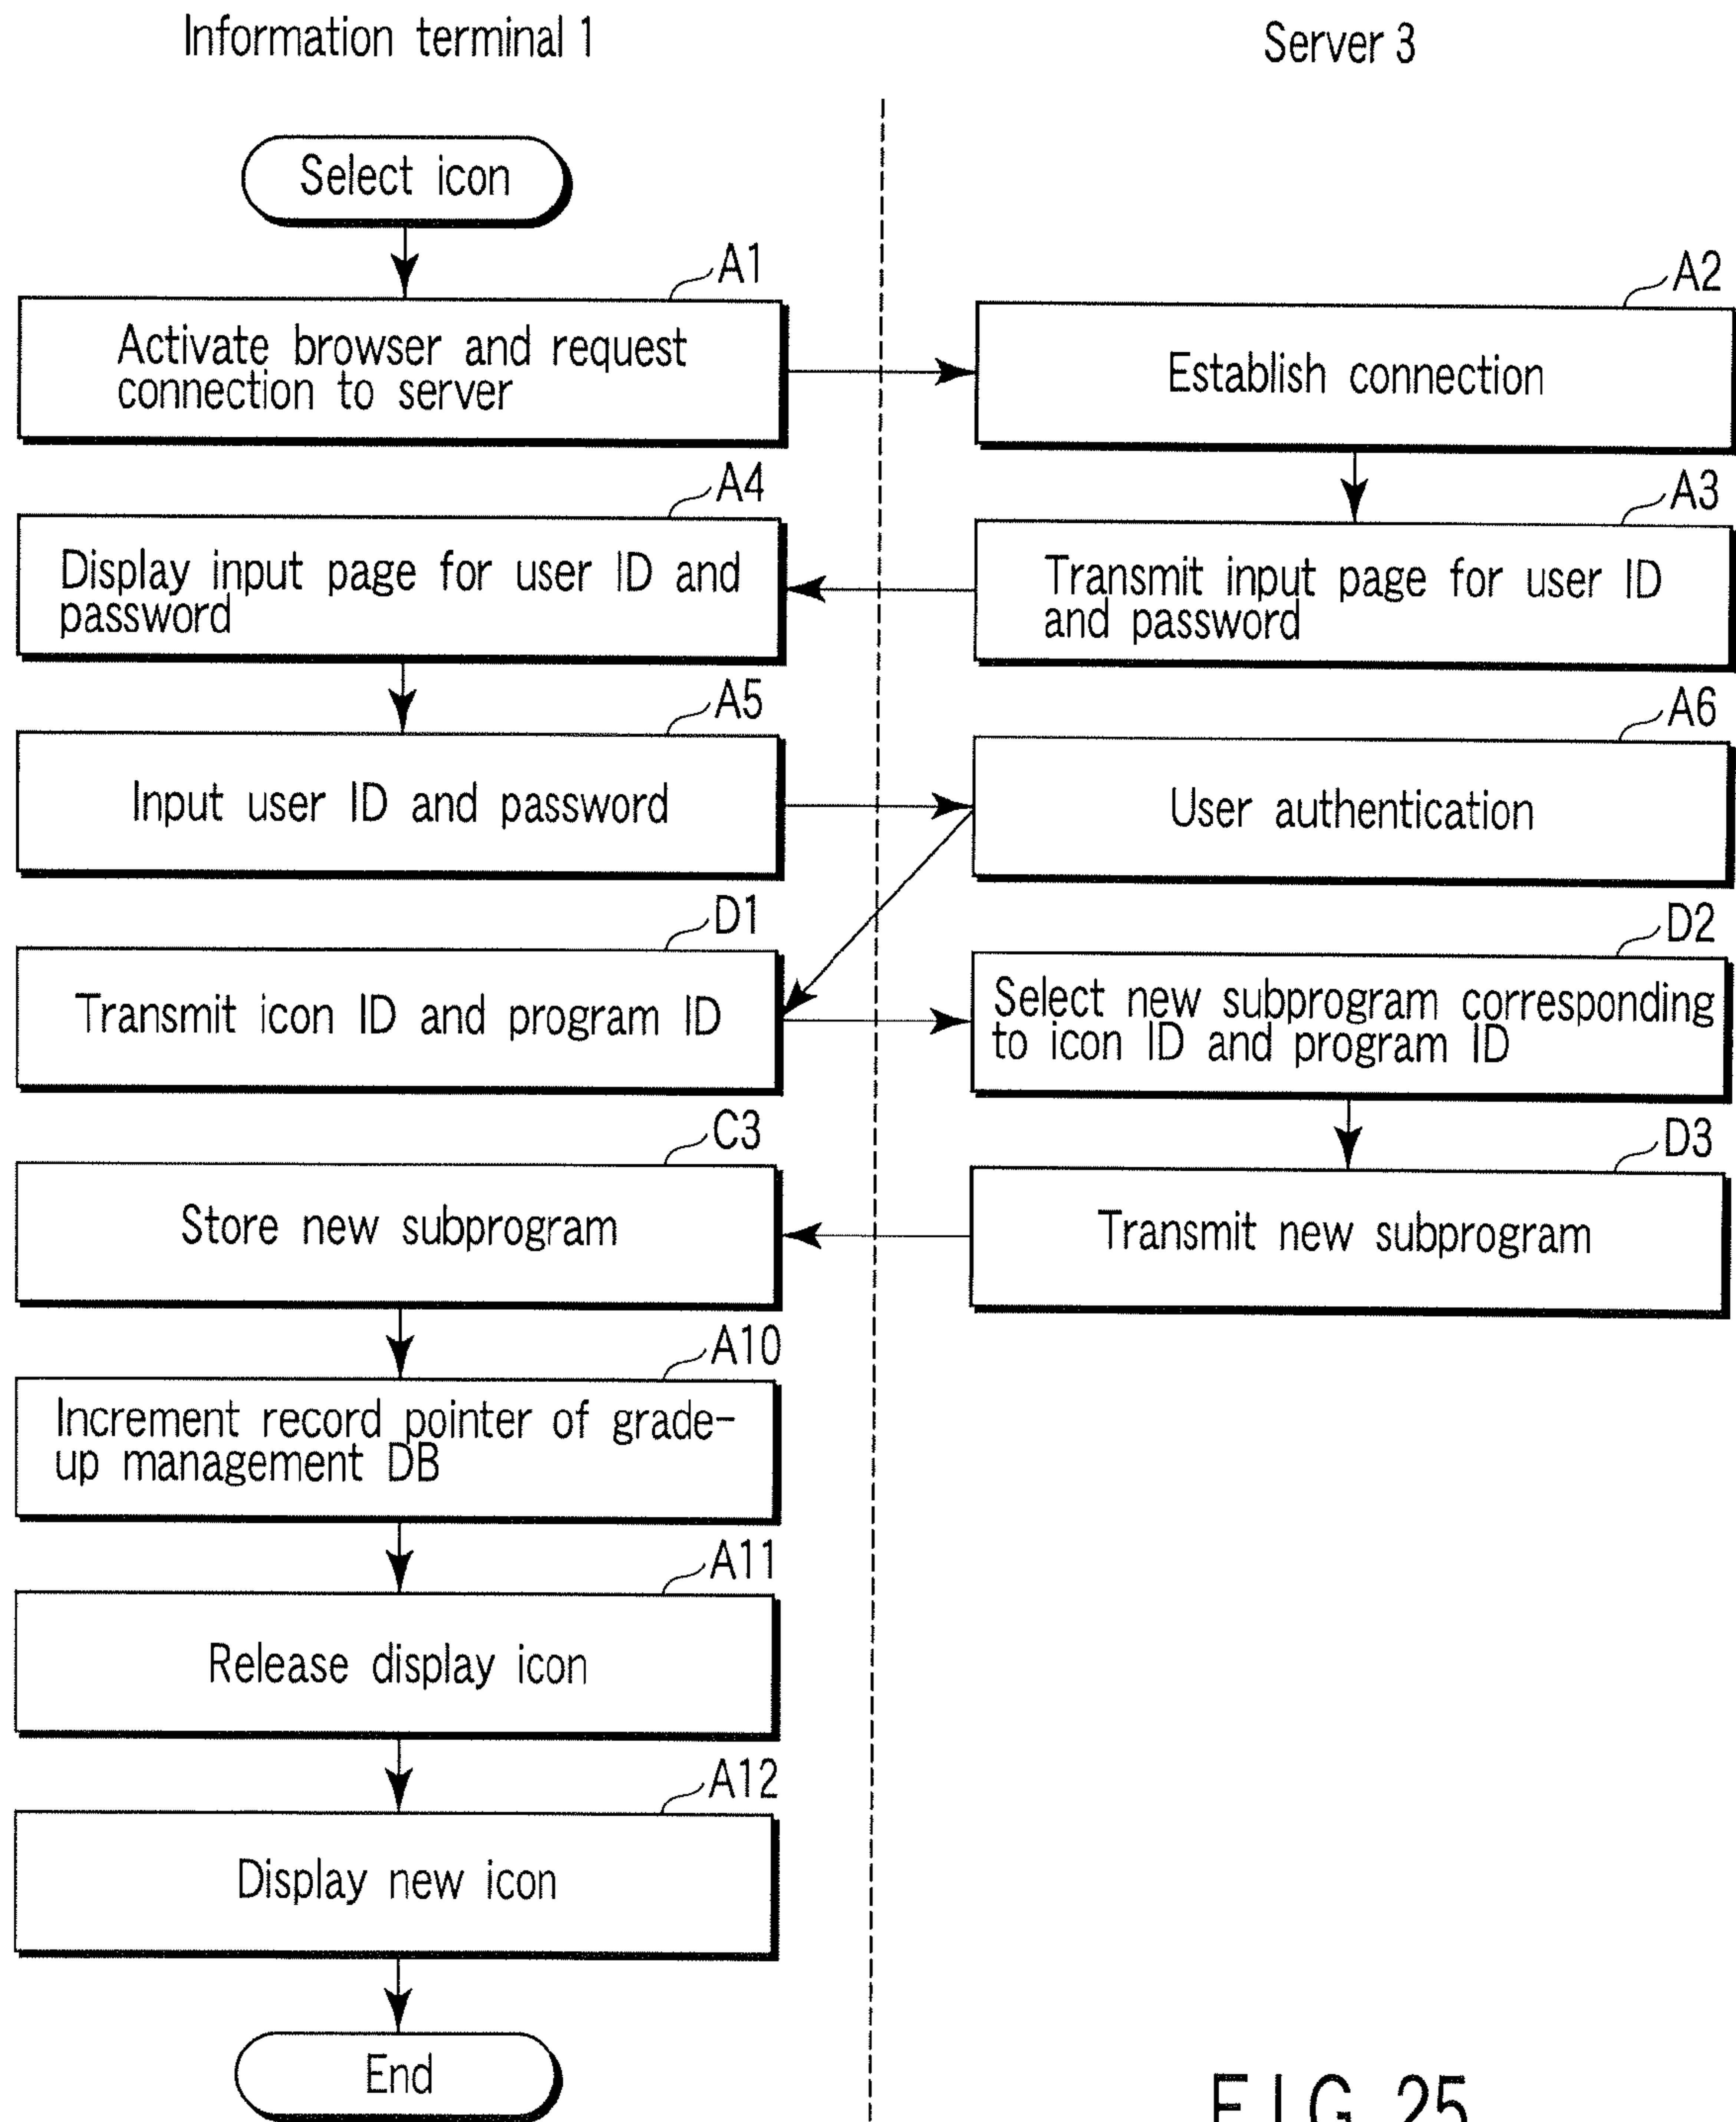 Information terminal 1
Server 3
Select icon
A1
Activate browser and request
connection to server
A2
Establish connection
A4
Display input page for user ID and
password
A3
Transmit input page for user ID
and password
A5
Input user ID and password
A6
User authentication
D1
Transmit icon ID and program ID
D2
Select new subprogram corresponding
to icon ID and program ID
C3
Store new subprogram
D3
Transmit new subprogram
A10
Increment record pointer of grade-
up management DB
A11
Release display icon
A12
Display new icon
End
FIG. 25